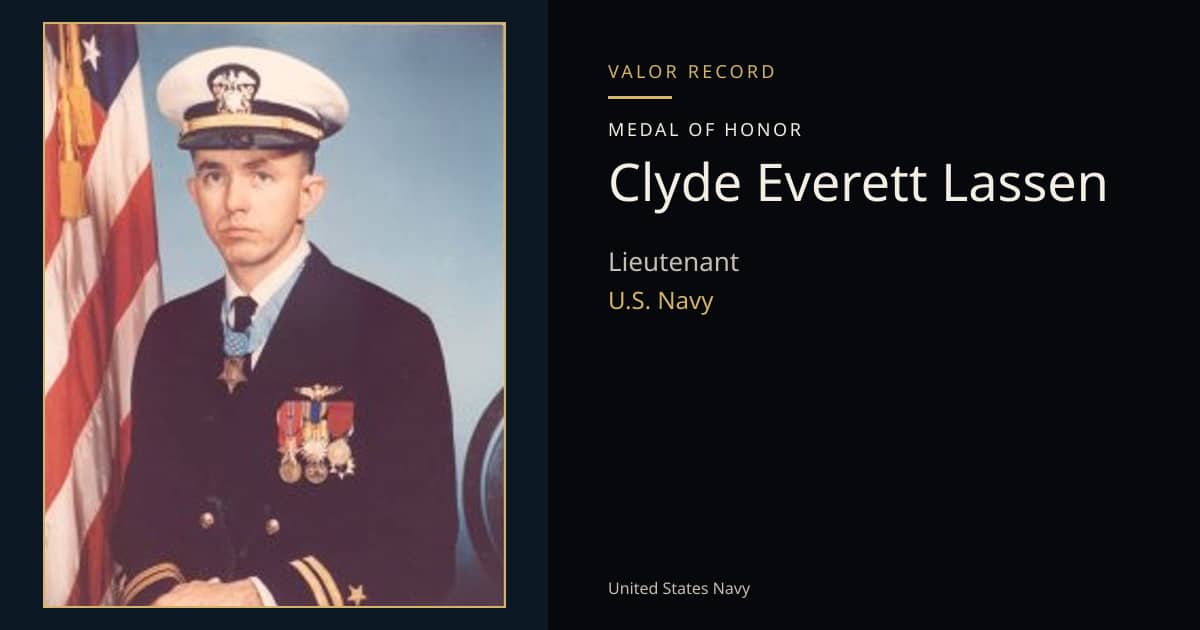 VALOR RECORD
MEDAL OF HONOR
Clyde Everett Lassen
Lieutenant
U.S. Navy
United States Navy